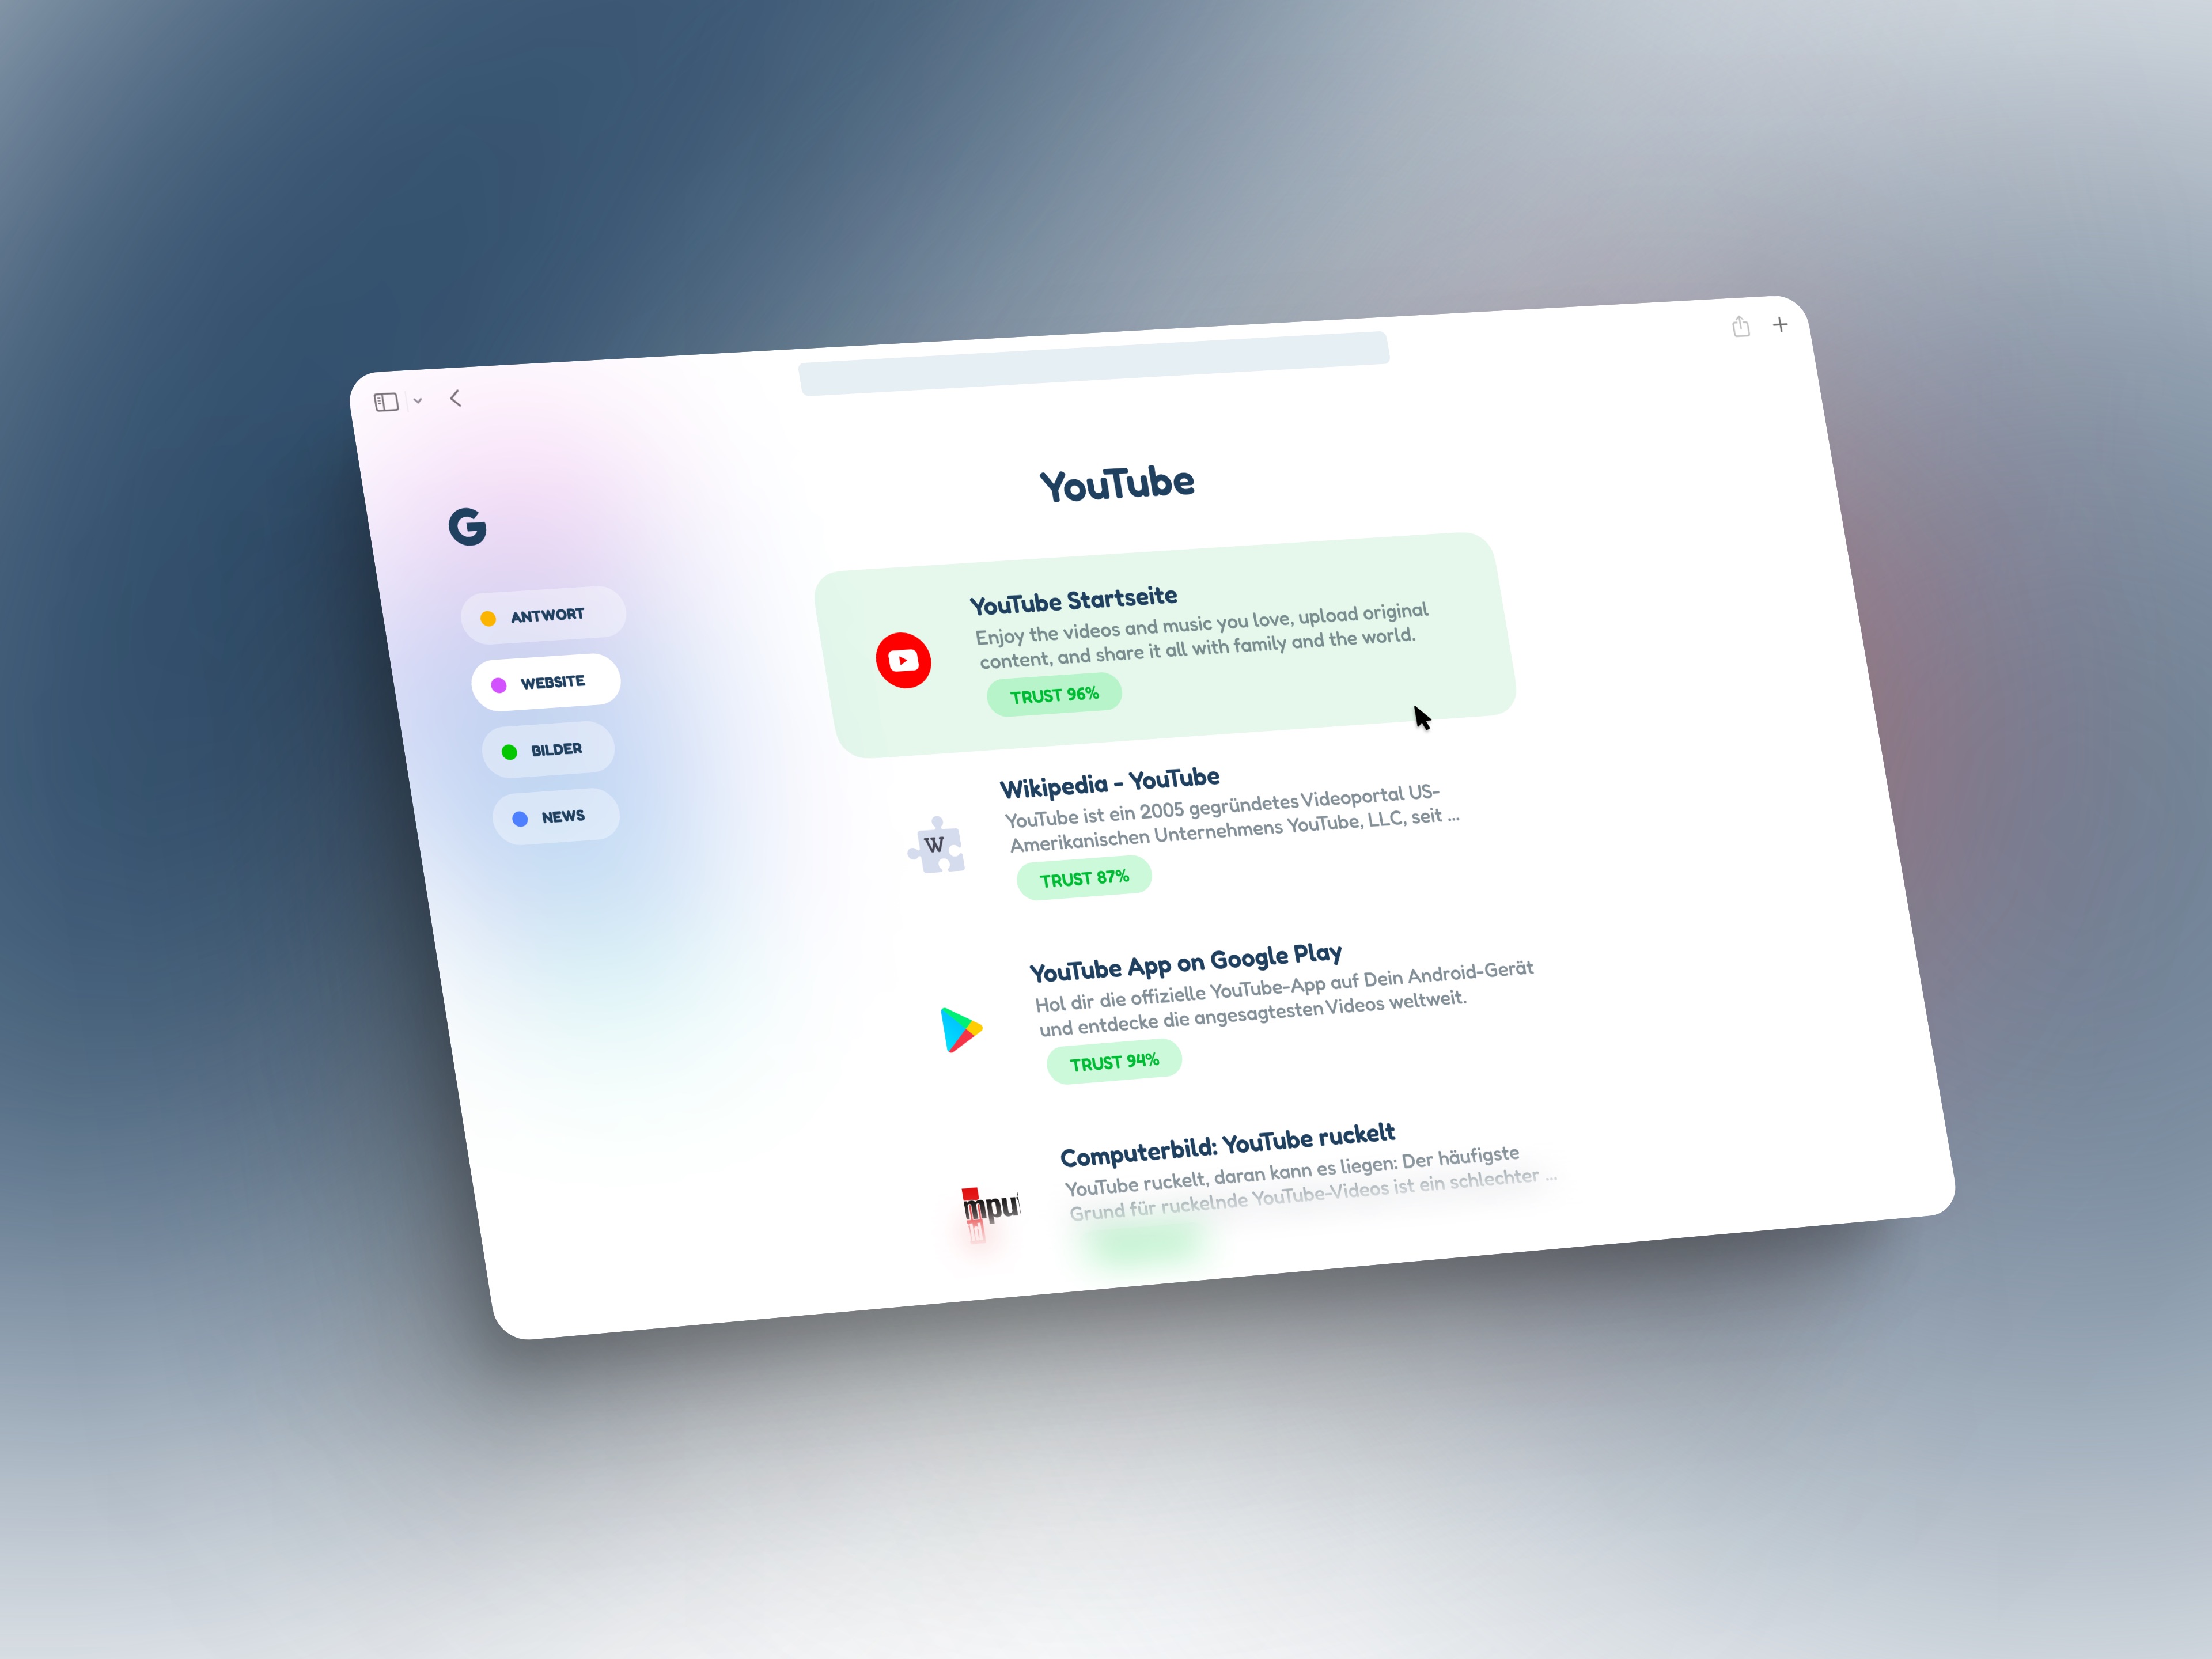 YouTube
G
ANTWORT
WEBSITE
BILDER
NEWS
YouTube Startseite
Enjoy the videos and music you love, upload original
content, and share it all with family and the world.
TRUST 96%
Wikipedia - YouTube
YouTube ist ein 2005 gegründetes Videoportal US-
Amerikanischen Unternehmens YouTube, LLC, seit ...
W
TRUST 87%
YouTube App on Google Play
Hol dir die offizielle YouTube-App auf Dein Android-Gerät
und entdecke die angesagtesten Videos weltweit.
TRUST 94%
Computerbild: YouTube ruckelt
YouTube ruckelt, daran kann es liegen: Der häufigste
Grund für ruckelnde YouTube-Videos ist ein schlechter ...
mpu